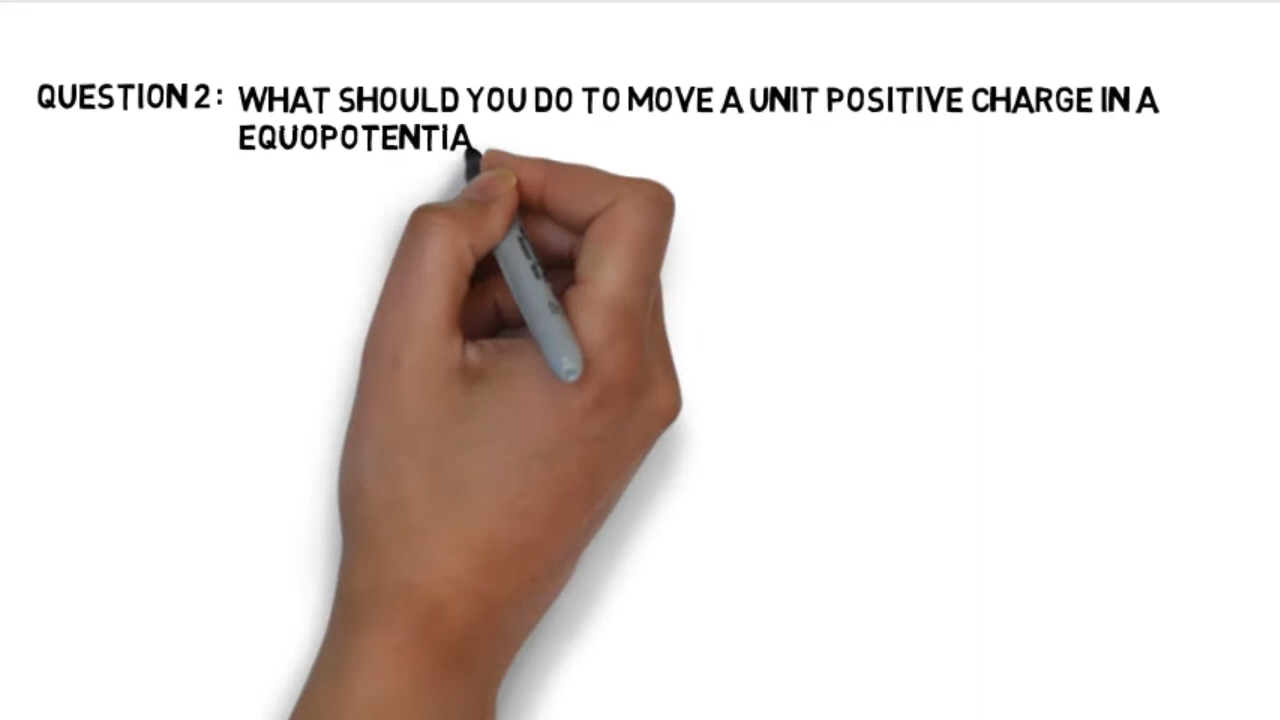 QUESTION 2: WHAT SHOULD YOU DO TO MOVE A UNIT POSITIVE CHARGE IN A
EQUOPOTENTIA